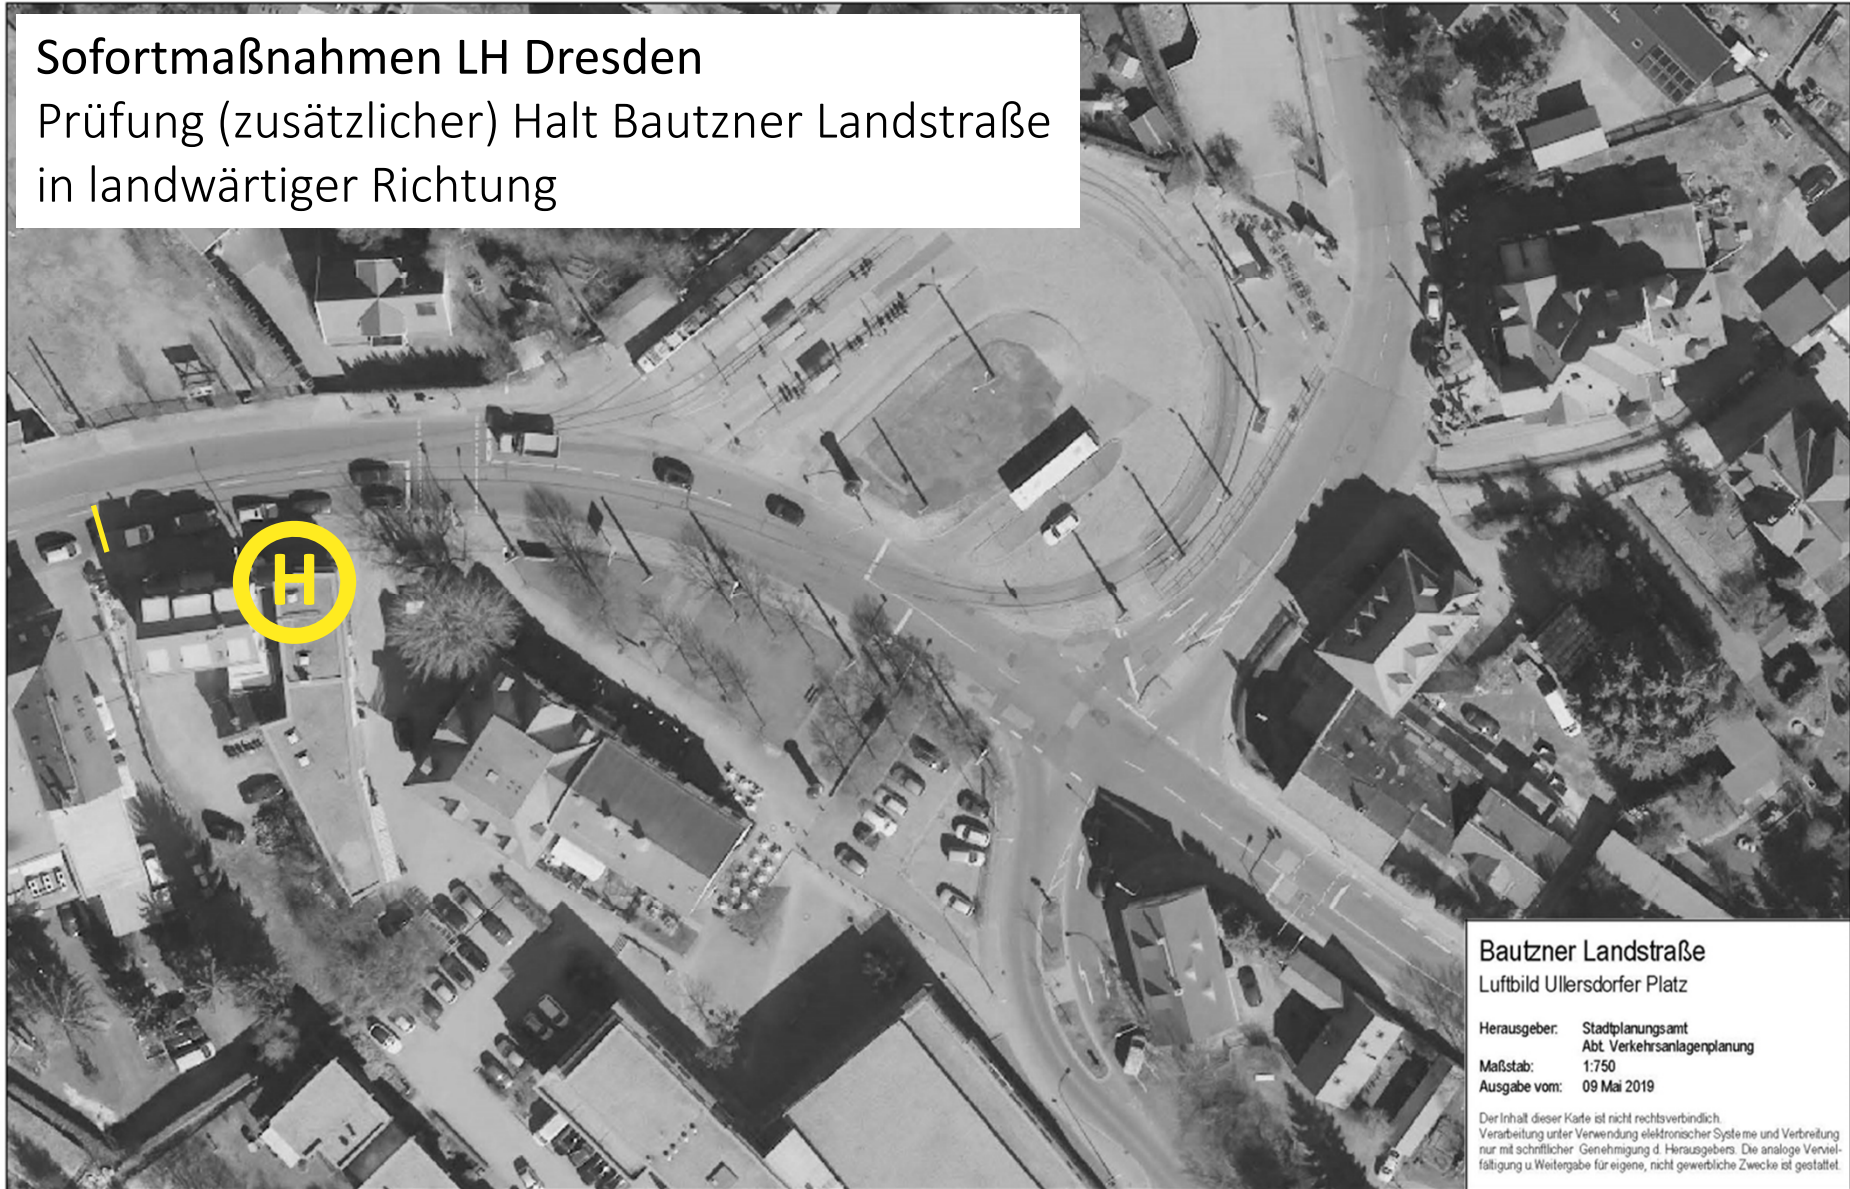 Sofortmaßnahmen LH Dresden
Prüfung (zusätzlicher) Halt Bautzner Landstraße
in landwärtiger Richtung
H
Bautzner Landstraße
Luftbild Ullersdorfer Platz
Herausgeber: Stadtplanungsamt
Abt. Verkehrsanlagenplanung
Maßstab: 1:750
Ausgabe vom: 09 Mai 2019
Der Inhalt dieser Karte ist nicht rechtsverbindlich.
Verarbeitung unter Verwendung elektronischer Systeme und Verbreitung
nur mit schriftlicher Genehmigung d. Herausgebers. Die analoge Verviel-
fältigung u. Weitergabe für eigene, nicht gewerbliche Zwecke ist gestattet.